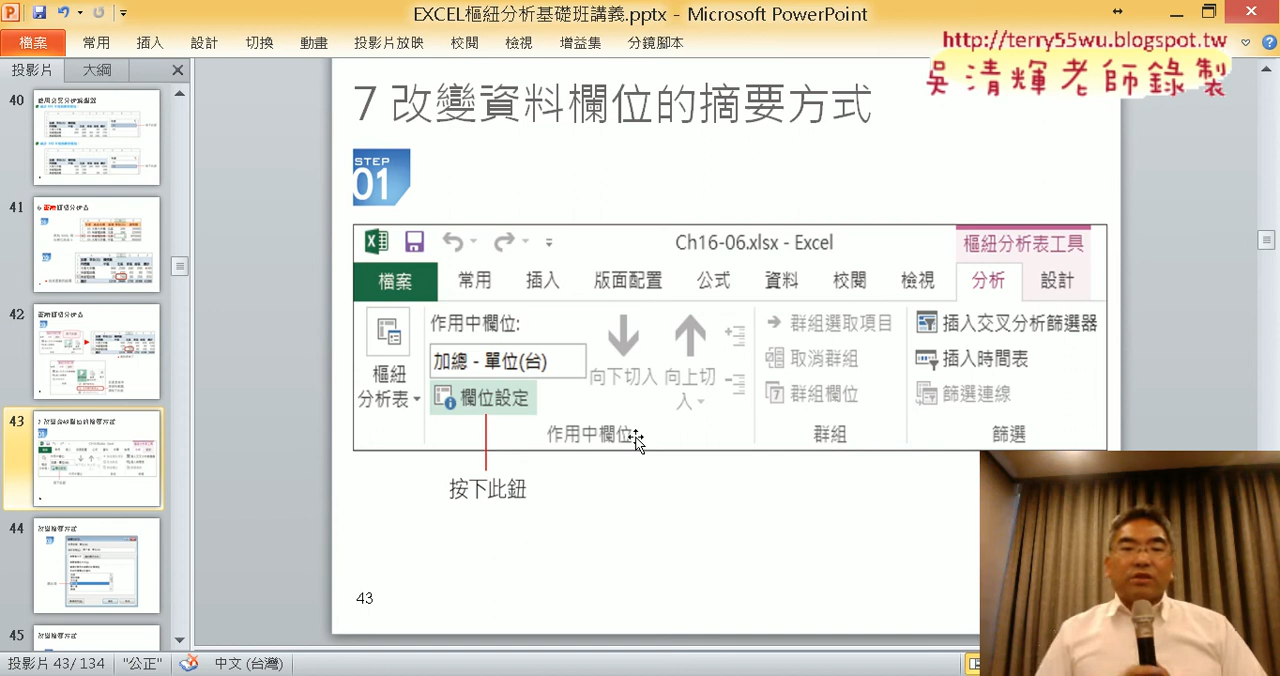 EXCEL樞紐分析基礎班講義.pptx - Microsoft PowerPoint
檔案 常用 插入 設計 切換 動畫 投影片放映 校閱 檢視 增益集 分鏡腳本
http://terry55wu.blogspot.tw
吳清輝老師錄製
投影片 大綱
40
41
42
43
44
45
7 改變資料欄位的摘要方式
STEP
01
Ch16-06.xlsx - Excel
樞紐分析表工具
檔案 常用 插入 版面配置 公式 資料 校閱 檢視 分析 設計
作用中欄位:
加總 - 單位(台)
欄位設定
樞紐
分析表
向下切入 向上切
入
作用中欄位
群組選取項目
取消群組
群組欄位
群組
插入交叉分析篩選器
插入時間表
篩選連線
篩選
按下此鈕
43
投影片 43/ 134 "公正" 中文 (台灣)